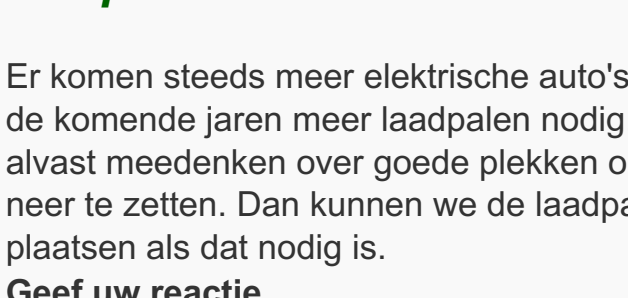 Er komen steeds meer elektrische auto's
de komende jaren meer laadpalen nodig
alvast meedenken over goede plekken o
neer te zetten. Dan kunnen we de laadpa
plaatsen als dat nodig is.
Geef uw reactie